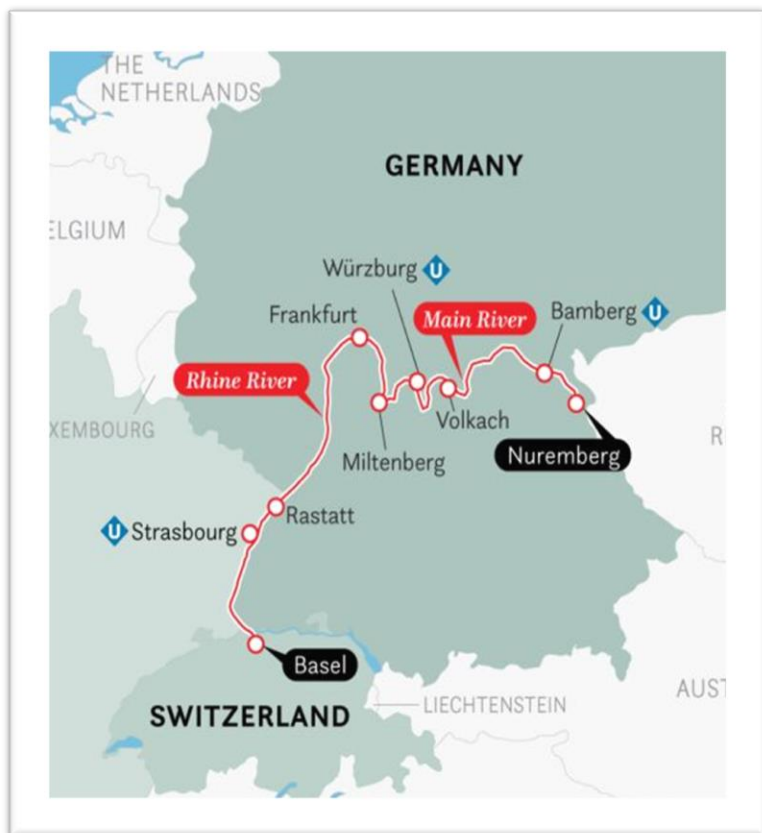 THE
NETHERLANDS
GERMANY
ELGIUM
Würzburg U
Frankfurt
Main River
Bamberg U
Rhine River
XEMBOURG
Volkach
Miltenberg
Nuremberg
R
U Strasbourg
Rastatt
Basel
AUST
LIECHTENSTEIN
SWITZERLAND